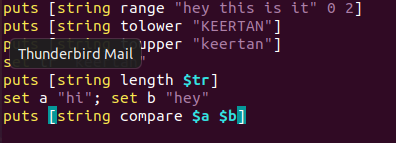 puts [string range "hey this is it" 0 2]
puts [string tolower "KEERTAN"]
upper "keertan"]
Thunderbird Mail
puts [string length $tr]
set a "hi"; set b "hey"
puts [string compare $a $b]